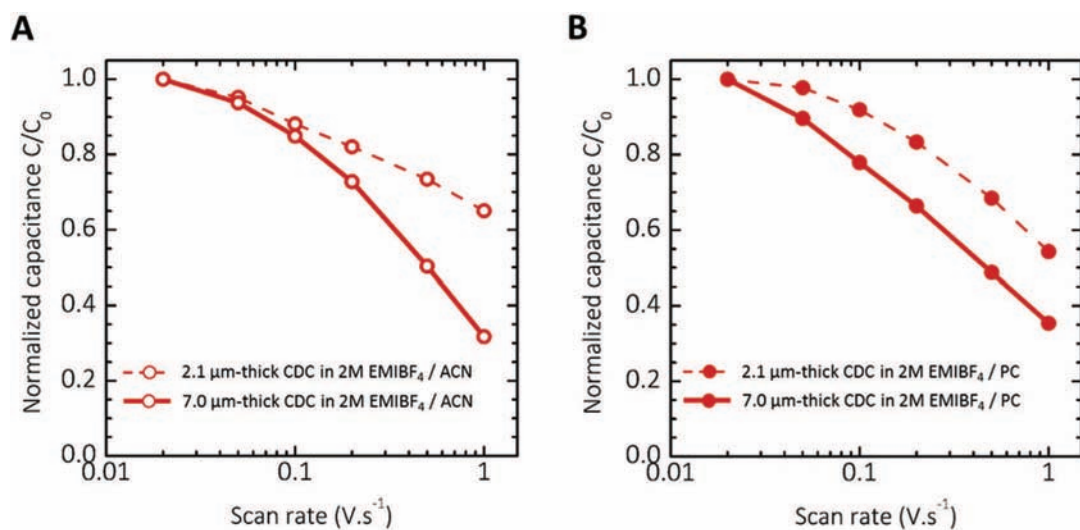 A
Normalized capacitance C/C₀
1.0
0.8
0.6
0.4
0.2
0.0
2.1 µm-thick CDC in 2M EMIBF₄ / ACN
7.0 µm-thick CDC in 2M EMIBF₄ / ACN
0.01
0.1
1
Scan rate (V.s⁻¹)
B
Normalized capacitance C/C₀
1.0
0.8
0.6
0.4
0.2
0.0
2.1 µm-thick CDC in 2M EMIBF₄ / PC
7.0 µm-thick CDC in 2M EMIBF₄ / PC
0.01
0.1
1
Scan rate (V.s⁻¹)